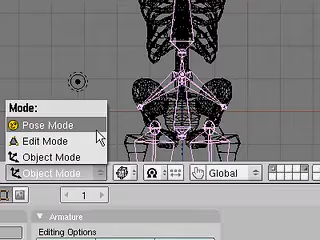 Mode:
Pose Mode
Edit Mode
Object Mode
Object Mode
Global
1
Armature
Editing Options